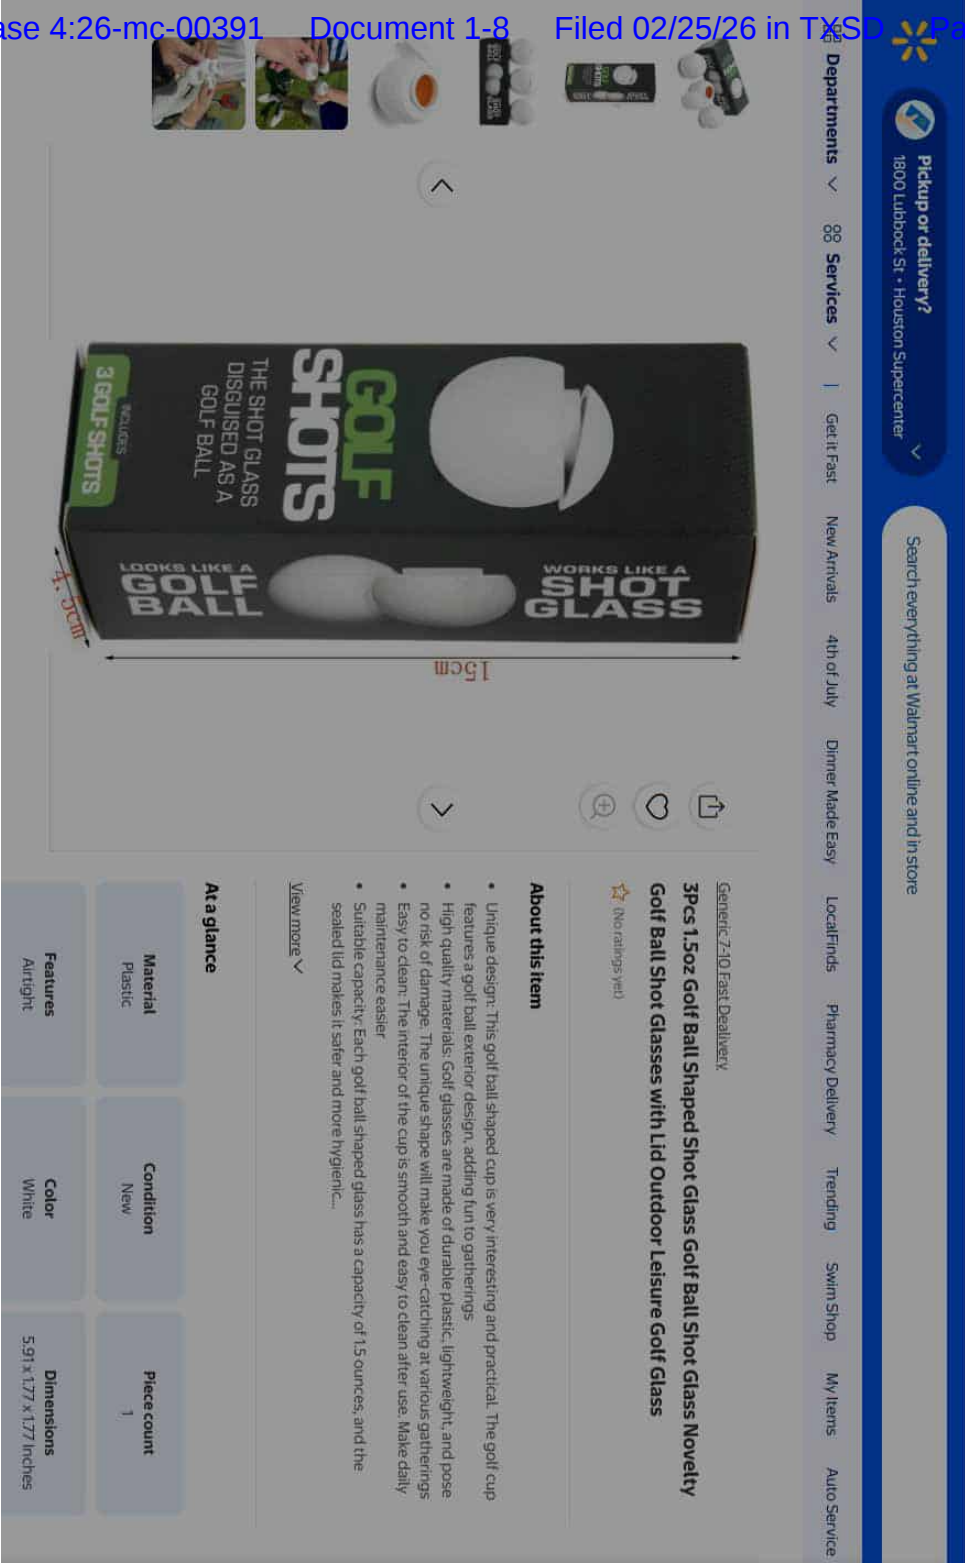 ase 4:26-mc-00391 Document 1-8 Filed 02/25/26 in TXSD Pa
Pickup or delivery?
1800 Lubbock St • Houston Supercenter
Search everything at Walmart online and in store
Departments
Services
Get it Fast
New Arrivals
4th of July
Dinner Made Easy
LocalFinds
Pharmacy Delivery
Trending
Swim Shop
My Items
Auto Service
GOLF
SHOTS
THE SHOT GLASS
DISGUISED AS A
GOLF BALL
INCLUDES
3 GOLF SHOTS
WORKS LIKE A
SHOT
GLASS
LOOKS LIKE A
GOLF
BALL
15cm
4.5cm
Generic 7-10 Fast Dealivery
3Pcs 1.5oz Golf Ball Shaped Shot Glass Golf Ball Shot Glass Novelty
Golf Ball Shot Glasses with Lid Outdoor Leisure Golf Glass
(No ratings yet)
About this item
• Unique design: This golf ball shaped cup is very interesting and practical. The golf cup
features a golf ball exterior design, adding fun to gatherings
• High quality materials: Golf glasses are made of durable plastic, lightweight, and pose
no risk of damage. The unique shape will make you eye-catching at various gatherings
• Easy to clean: The interior of the cup is smooth and easy to clean after use. Make daily
maintenance easier
• Suitable capacity: Each golf ball shaped glass has a capacity of 1.5 ounces, and the
sealed lid makes it safer and more hygienic...
View more
At a glance
Material
Plastic
Condition
New
Piece count
1
Features
Airtight
Color
White
Dimensions
5.91 x 1.77 x 1.77 Inches